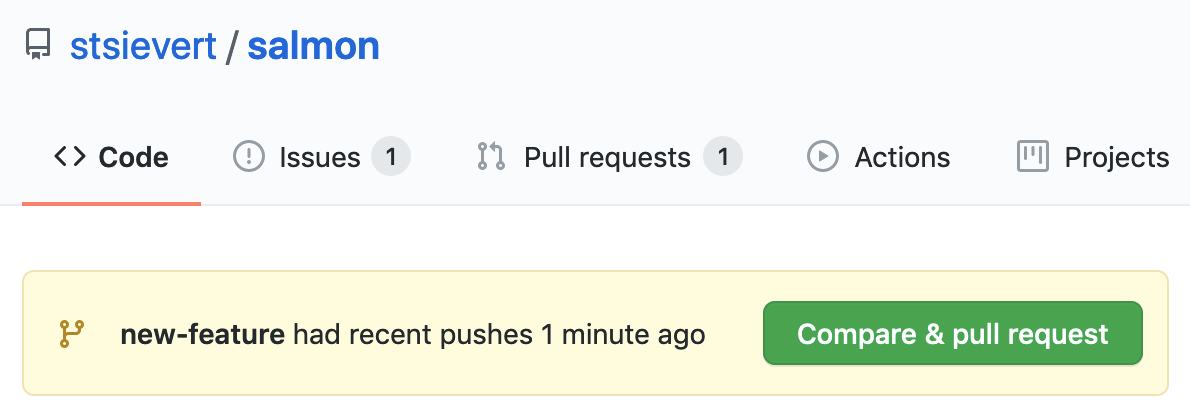 stsievert / salmon
Code Issues 1 Pull requests 1 Actions Projects
new-feature had recent pushes 1 minute ago Compare & pull request